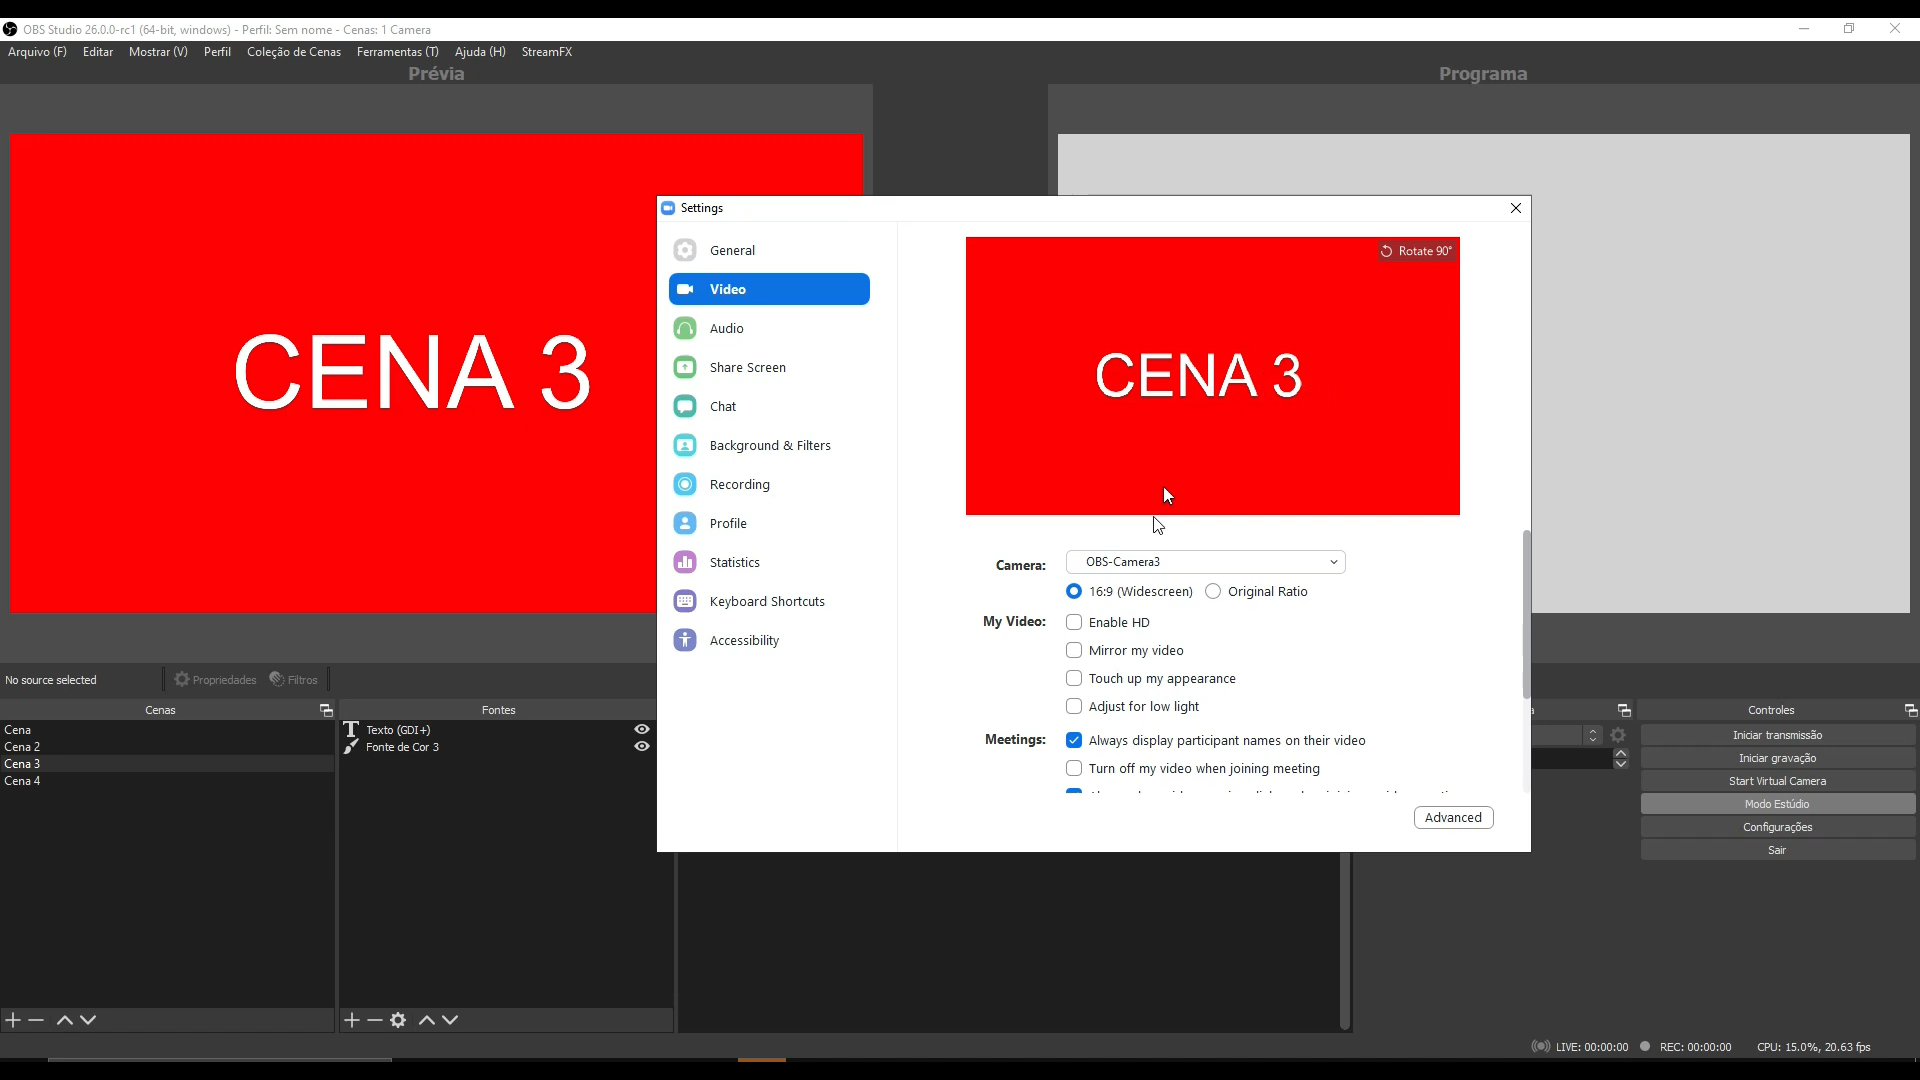 OBS Studio 26.0.0-rc1 (64-bit, windows) - Perfil: Sem nome - Cenas: 1 Camera
Arquivo (F) Editar Mostrar (V) Perfil Coleção de Cenas Ferramentas (T) Ajuda (H) StreamFX
Prévia Programa
CENA 3
Settings
General
Video
Audio
Share Screen
Chat
Background & Filters
Recording
Profile
Statistics
Keyboard Shortcuts
Accessibility
Rotate 90°
CENA 3
Camera: OBS-Camera3
16:9 (Widescreen) Original Ratio
My Video: Enable HD
Mirror my video
Touch up my appearance
Adjust for low light
Meetings: Always display participant names on their video
Turn off my video when joining meeting
Advanced
No source selected Propriedades Filtros
Cenas
Cena
Cena 2
Cena 3
Cena 4
Fontes
Texto (GDI+)
Fonte de Cor 3
Controles
Iniciar transmissão
Iniciar gravação
Start Virtual Camera
Modo Estúdio
Configurações
Sair
LIVE: 00:00:00 REC: 00:00:00 CPU: 15.0%, 20.63 fps